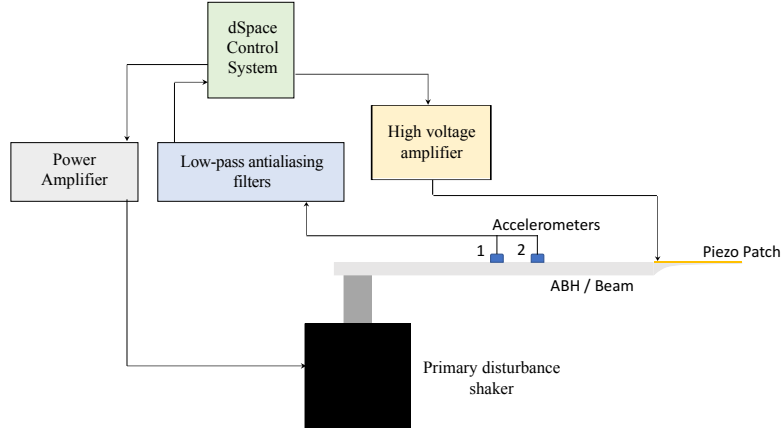 dSpace
Control
System
Power
Amplifier
Low-pass antialiasing
filters
High voltage
amplifier
Accelerometers
1 2
Piezo Patch
ABH / Beam
Primary disturbance
shaker